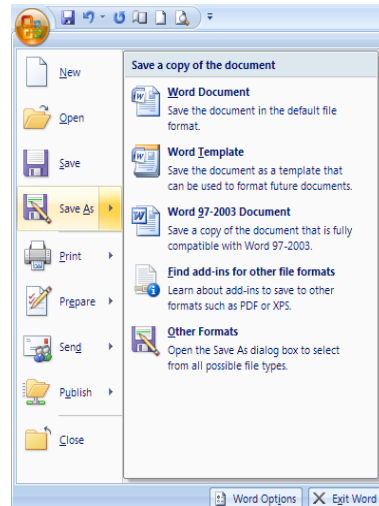 New
Open
Save
Save As
Print
Prepare
Send
Publish
Close
Save a copy of the document
Word Document
Save the document in the default file
format.
Word Template
Save the document as a template that
can be used to format future documents.
Word 97-2003 Document
Save a copy of the document that is fully
compatible with Word 97-2003.
Find add-ins for other file formats
Learn about add-ins to save to other
formats such as PDF or XPS.
Other Formats
Open the Save As dialog box to select
from all possible file types.
Word Options
Exit Word